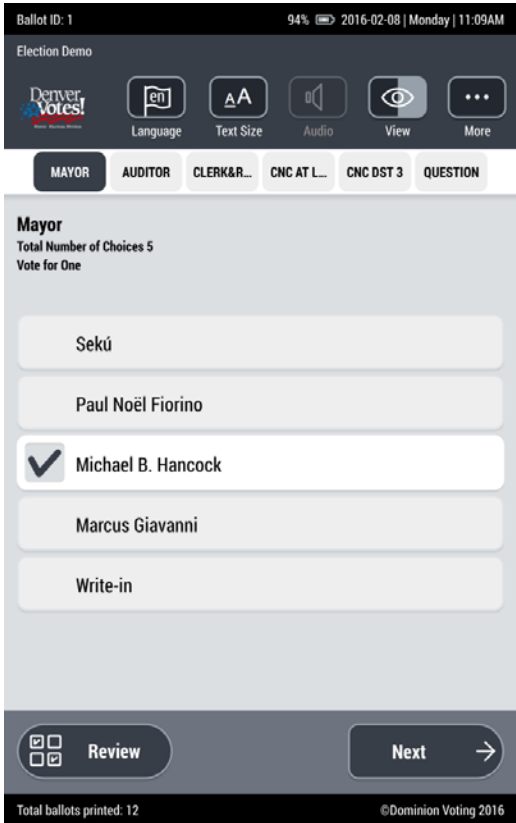 Ballot ID: 1 94% 2016-02-08 | Monday | 11:09AM
Election Demo
Denver
Votes!
en AA
Language Text Size Audio View More
MAYOR AUDITOR CLERK&R... CNC AT L... CNC DST 3 QUESTION
Mayor
Total Number of Choices 5
Vote for One
Sekú
Paul Noël Fiorino
Michael B. Hancock
Marcus Giavanni
Write-in
Review Next
Total ballots printed: 12 ©Dominion Voting 2016